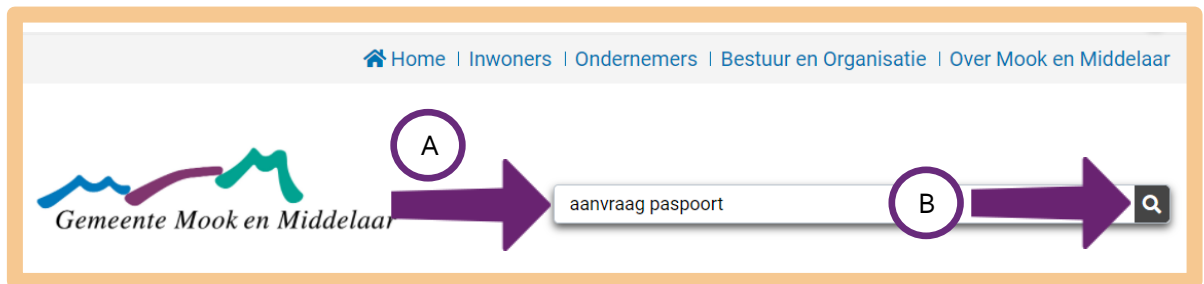 Home | Inwoners | Ondernemers | Bestuur en Organisatie | Over Mook en Middelaar
A
Gemeente Mook en Middelaar
aanvraag paspoort
B